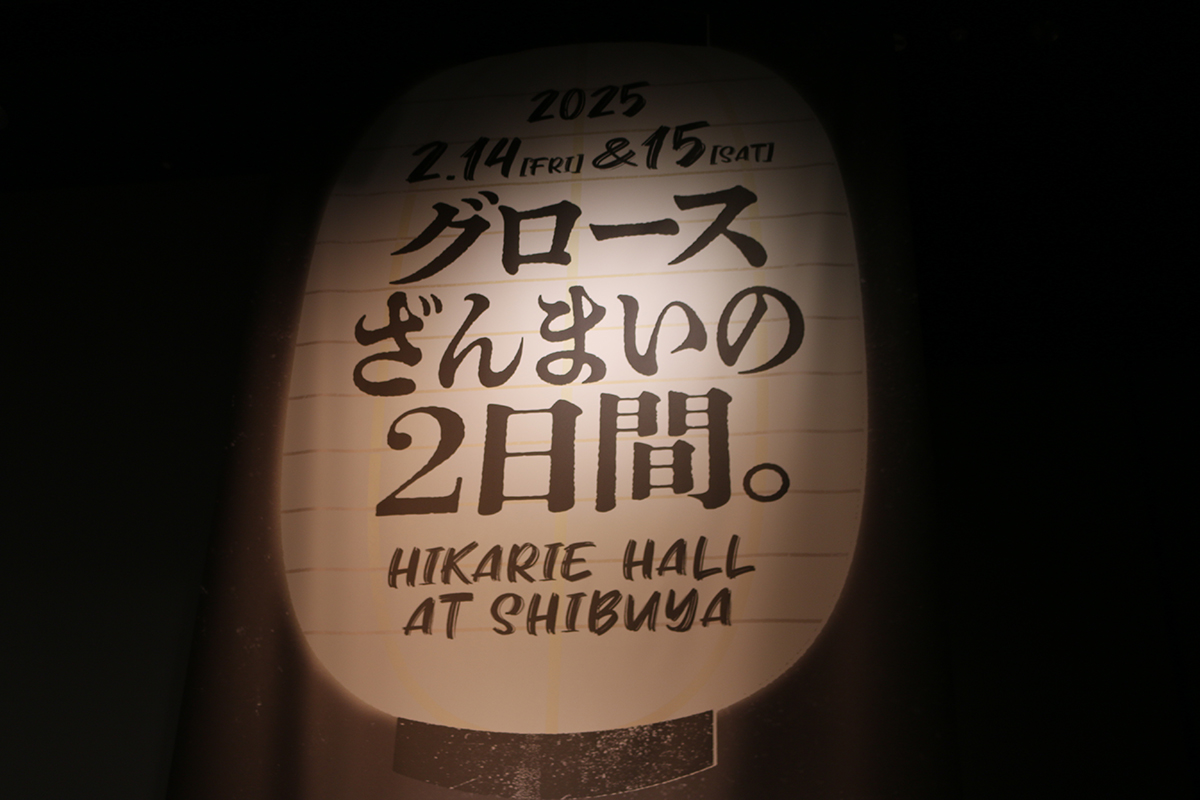 2025
2.14[FRI] &15[SAT]
グロース
ざんまいの
2日間。
HIKARIE HALL
AT SHIBUYA